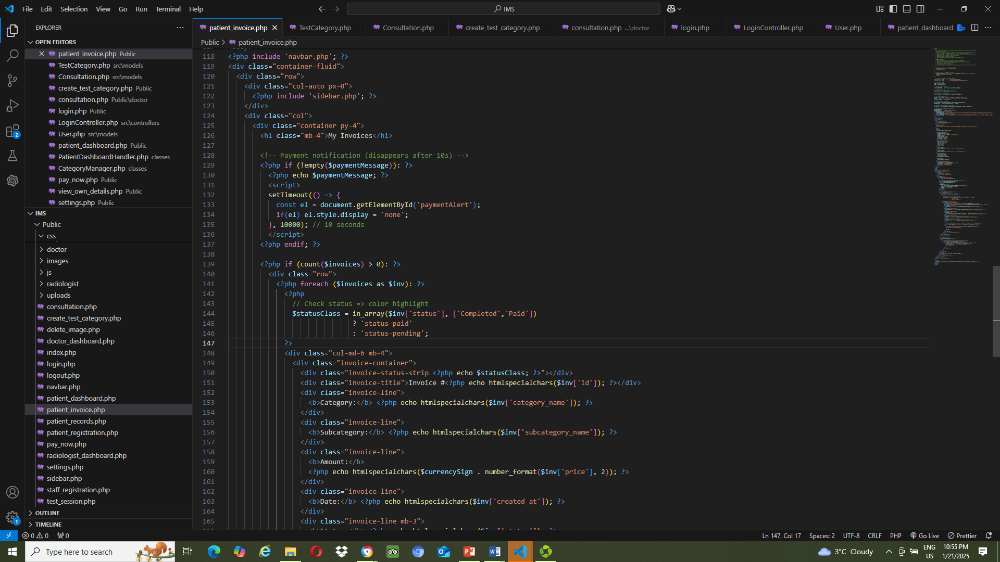 File Edit Selection View Go Run Terminal Help
IMS
EXPLORER
OPEN EDITORS
patient_invoice.php Public
TestCategory.php src\models
Consultation.php src\models
create_test_category.php Public
consultation.php Public\doctor
login.php Public
LoginController.php src\controllers
User.php src\models
patient_dashboard.php Public
PatientDashboardHandler.php classes
CategoryManager.php classes
pay_now.php Public
view_own_details.php Public
settings.php Public
IMS
Public
css
doctor
images
js
radiologist
uploads
consultation.php
create_test_category.php
delete_image.php
doctor_dashboard.php
index.php
login.php
logout.php
navbar.php
patient_dashboard.php
patient_invoice.php
patient_records.php
patient_registration.php
pay_now.php
radiologist_dashboard.php
settings.php
sidebar.php
staff_registration.php
test_session.php
OUTLINE
TIMELINE
patient_invoice.php TestCategory.php Consultation.php create_test_category.php consultation.php ...\doctor login.php LoginController.php User.php patient_dashboard
Public > patient_invoice.php
118 <?php include 'navbar.php'; ?>
119 <div class="container-fluid">
120 <div class="row">
121 <div class="col-auto px-0">
122 <?php include 'sidebar.php'; ?>
123 </div>
124 <div class="col">
125 <div class="container py-4">
126 <h1 class="mb-4">My Invoices</h1>
127
128 <!-- Payment notification (disappears after 10s) -->
129 <?php if (!empty($paymentMessage)): ?>
130 <?php echo $paymentMessage; ?>
131 <script>
132 setTimeout(() => {
133 const el = document.getElementById('paymentAlert');
134 if(el) el.style.display = 'none';
135 }, 10000); // 10 seconds
136 </script>
137 <?php endif; ?>
138
139 <?php if (count($invoices) > 0): ?>
140 <div class="row">
141 <?php foreach ($invoices as $inv): ?>
142 <?php
143 // Check status => color highlight
144 $statusClass = in_array($inv['status'], ['Completed','Paid'])
145 ? 'status-paid'
146 : 'status-pending';
147 ?>
148 <div class="col-md-6 mb-4">
149 <div class="invoice-container">
150 <div class="invoice-status-strip <?php echo $statusClass; ?>"></div>
151 <div class="invoice-title">Invoice #<?php echo htmlspecialchars($inv['id']); ?></div>
152 <div class="invoice-line">
153 <b>Category:</b> <?php echo htmlspecialchars($inv['category_name']); ?>
154 </div>
155 <div class="invoice-line">
156 <b>Subcategory:</b> <?php echo htmlspecialchars($inv['subcategory_name']); ?>
157 </div>
158 <div class="invoice-line">
159 <b>Amount:</b>
160 <?php echo htmlspecialchars($currencySign . number_format($inv['price'], 2)); ?>
161 </div>
162 <div class="invoice-line">
163 <b>Date:</b> <?php echo htmlspecialchars($inv['created_at']); ?>
164 </div>
165 <div class="invoice-line mb-3">
2
1
0 0 0
Ln 147, Col 17 Spaces: 2 UTF-8 CRLF PHP Go Live Prettier
Type here to search
3°C Cloudy
ENG
US
10:55 PM
1/21/2025